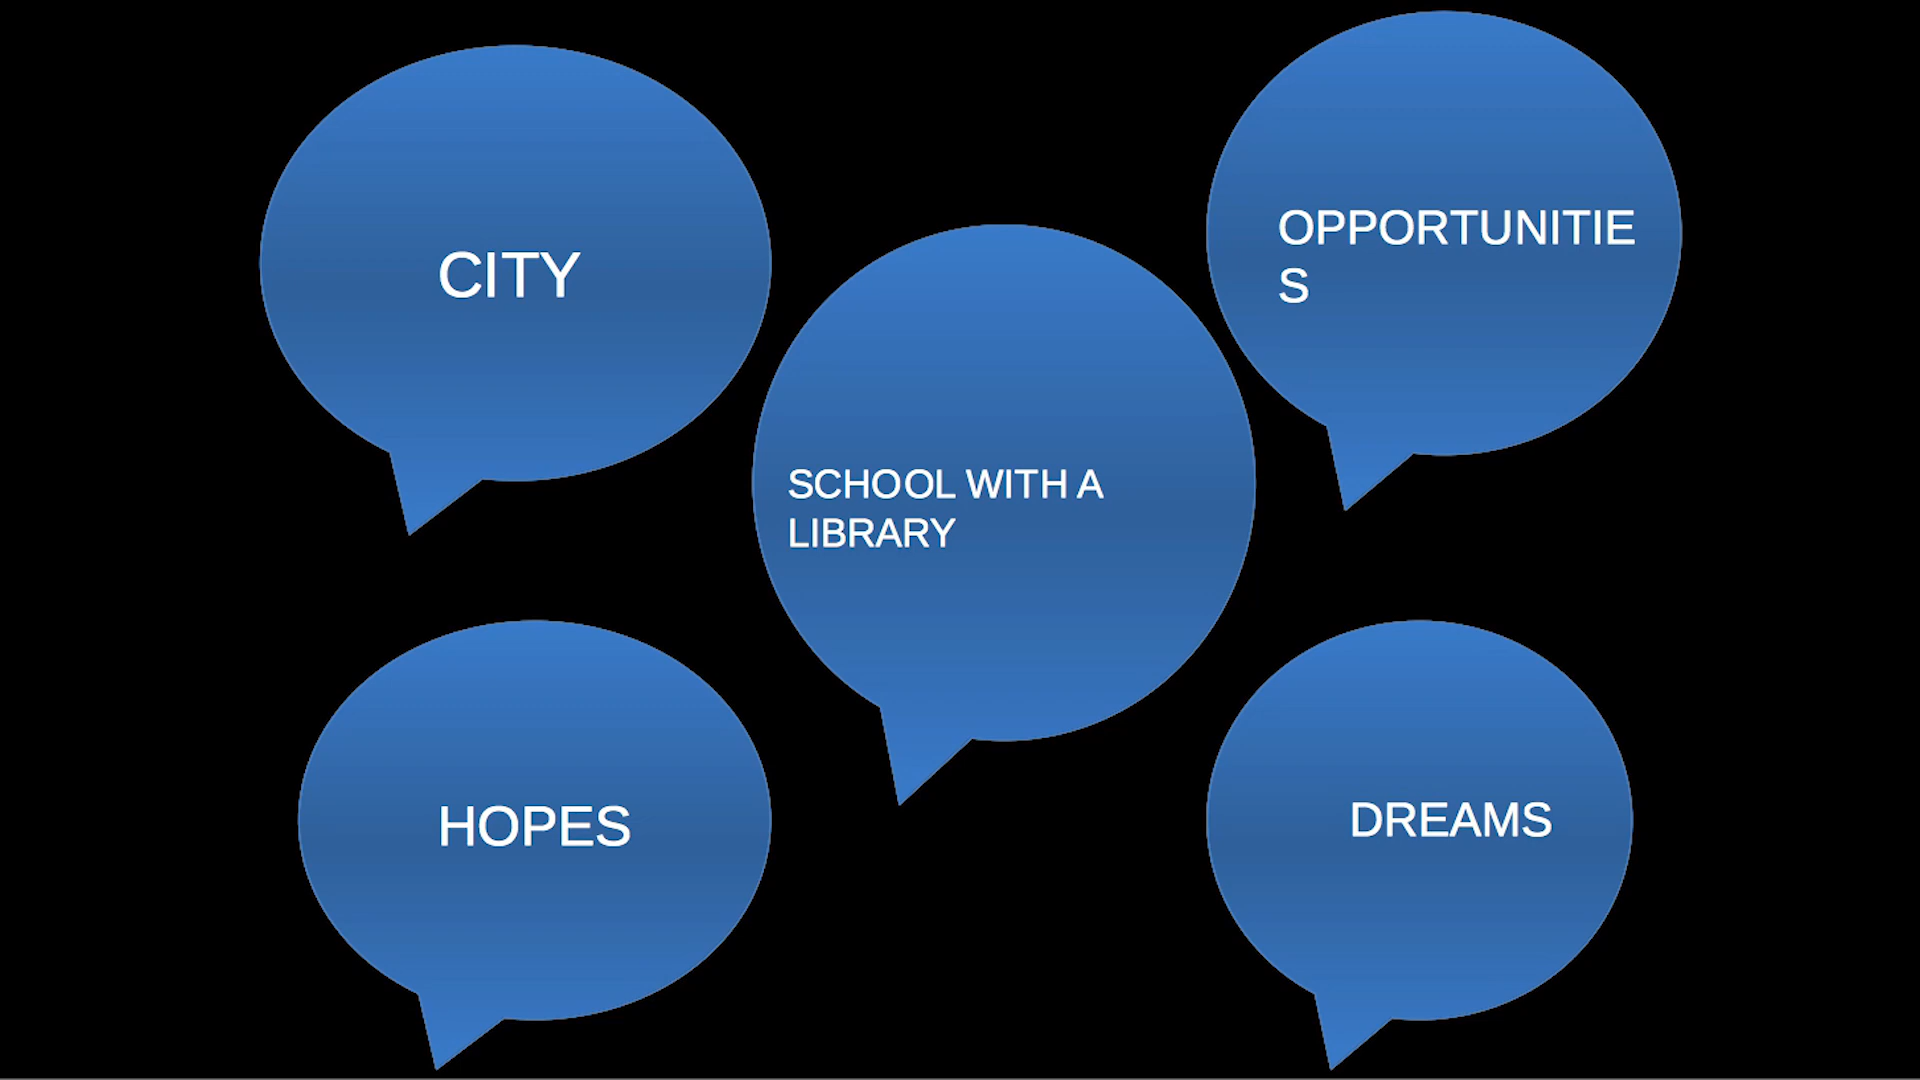 CITY
OPPORTUNITIE
S
SCHOOL WITH A
LIBRARY
HOPES
DREAMS